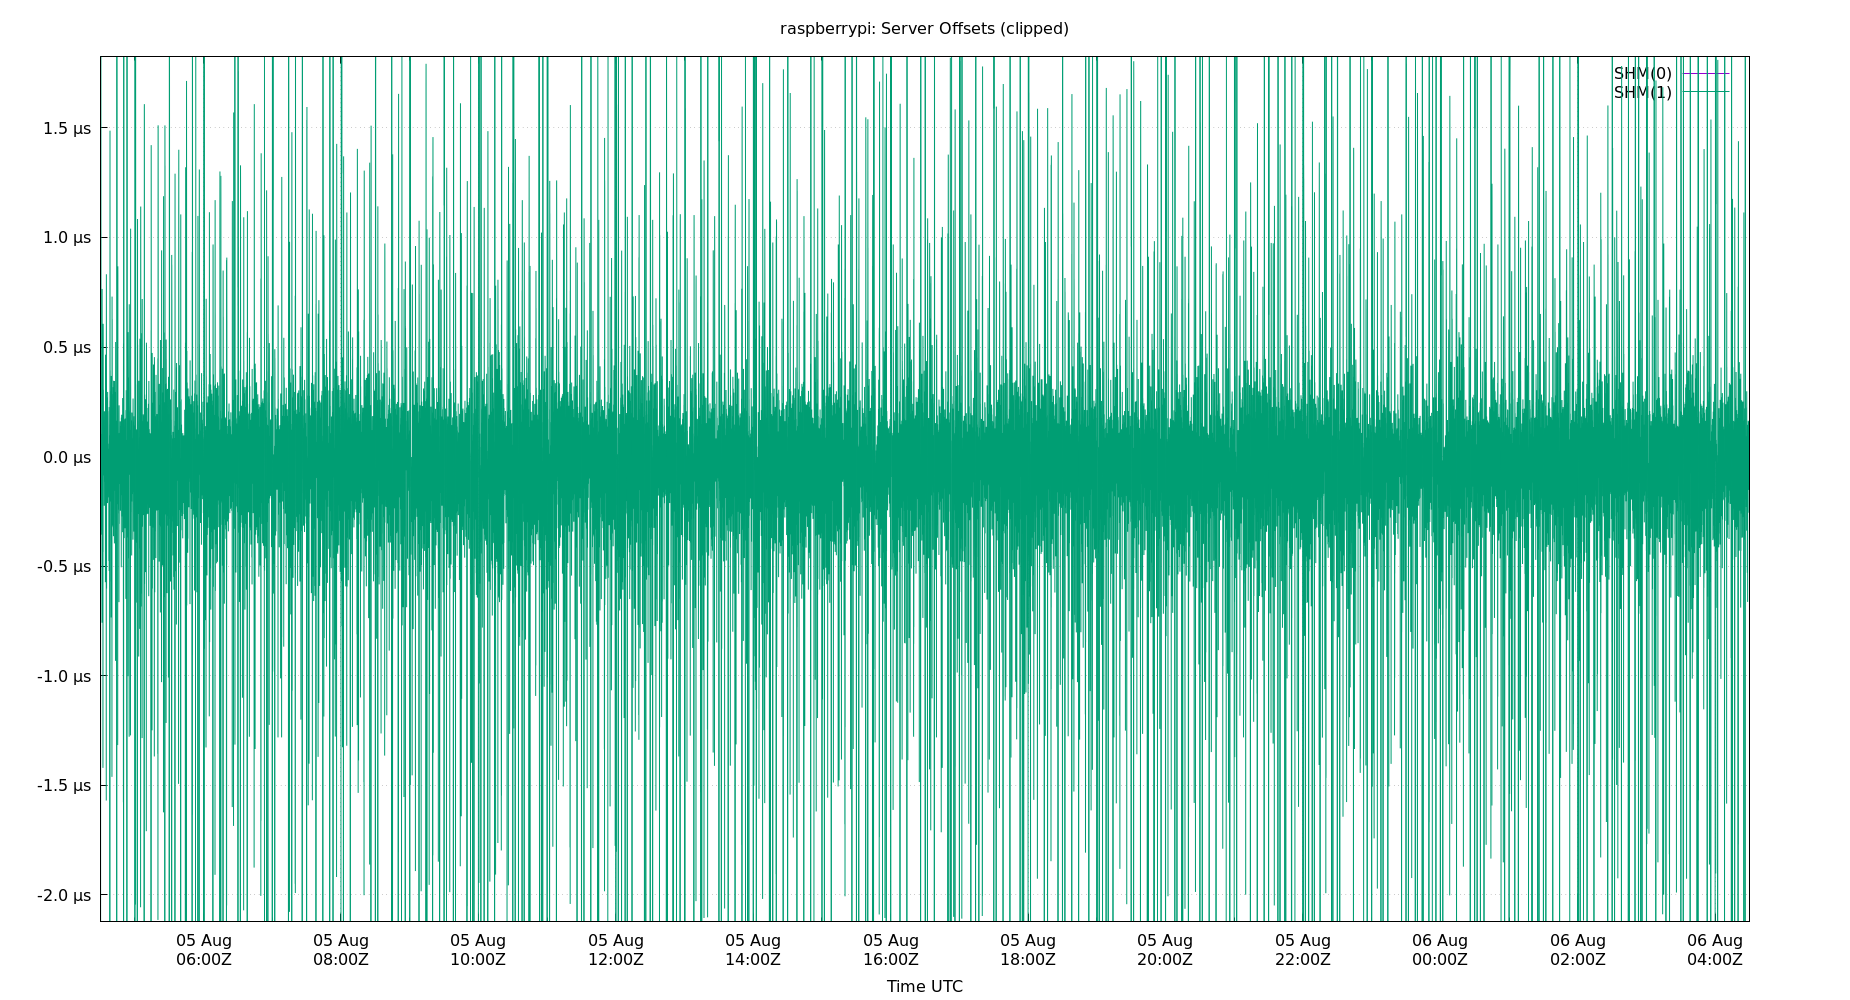 raspberrypi: Server Offsets (clipped)
SHM(0)
SHM(1)
1.5 µs
1.0 µs
0.5 µs
0.0 µs
-0.5 µs
-1.0 µs
-1.5 µs
-2.0 µs
05 Aug 05 Aug 05 Aug 05 Aug 05 Aug 05 Aug 05 Aug 05 Aug 05 Aug 06 Aug 06 Aug 06 Aug
06:00Z 08:00Z 10:00Z 12:00Z 14:00Z 16:00Z 18:00Z 20:00Z 22:00Z 00:00Z 02:00Z 04:00Z
Time UTC